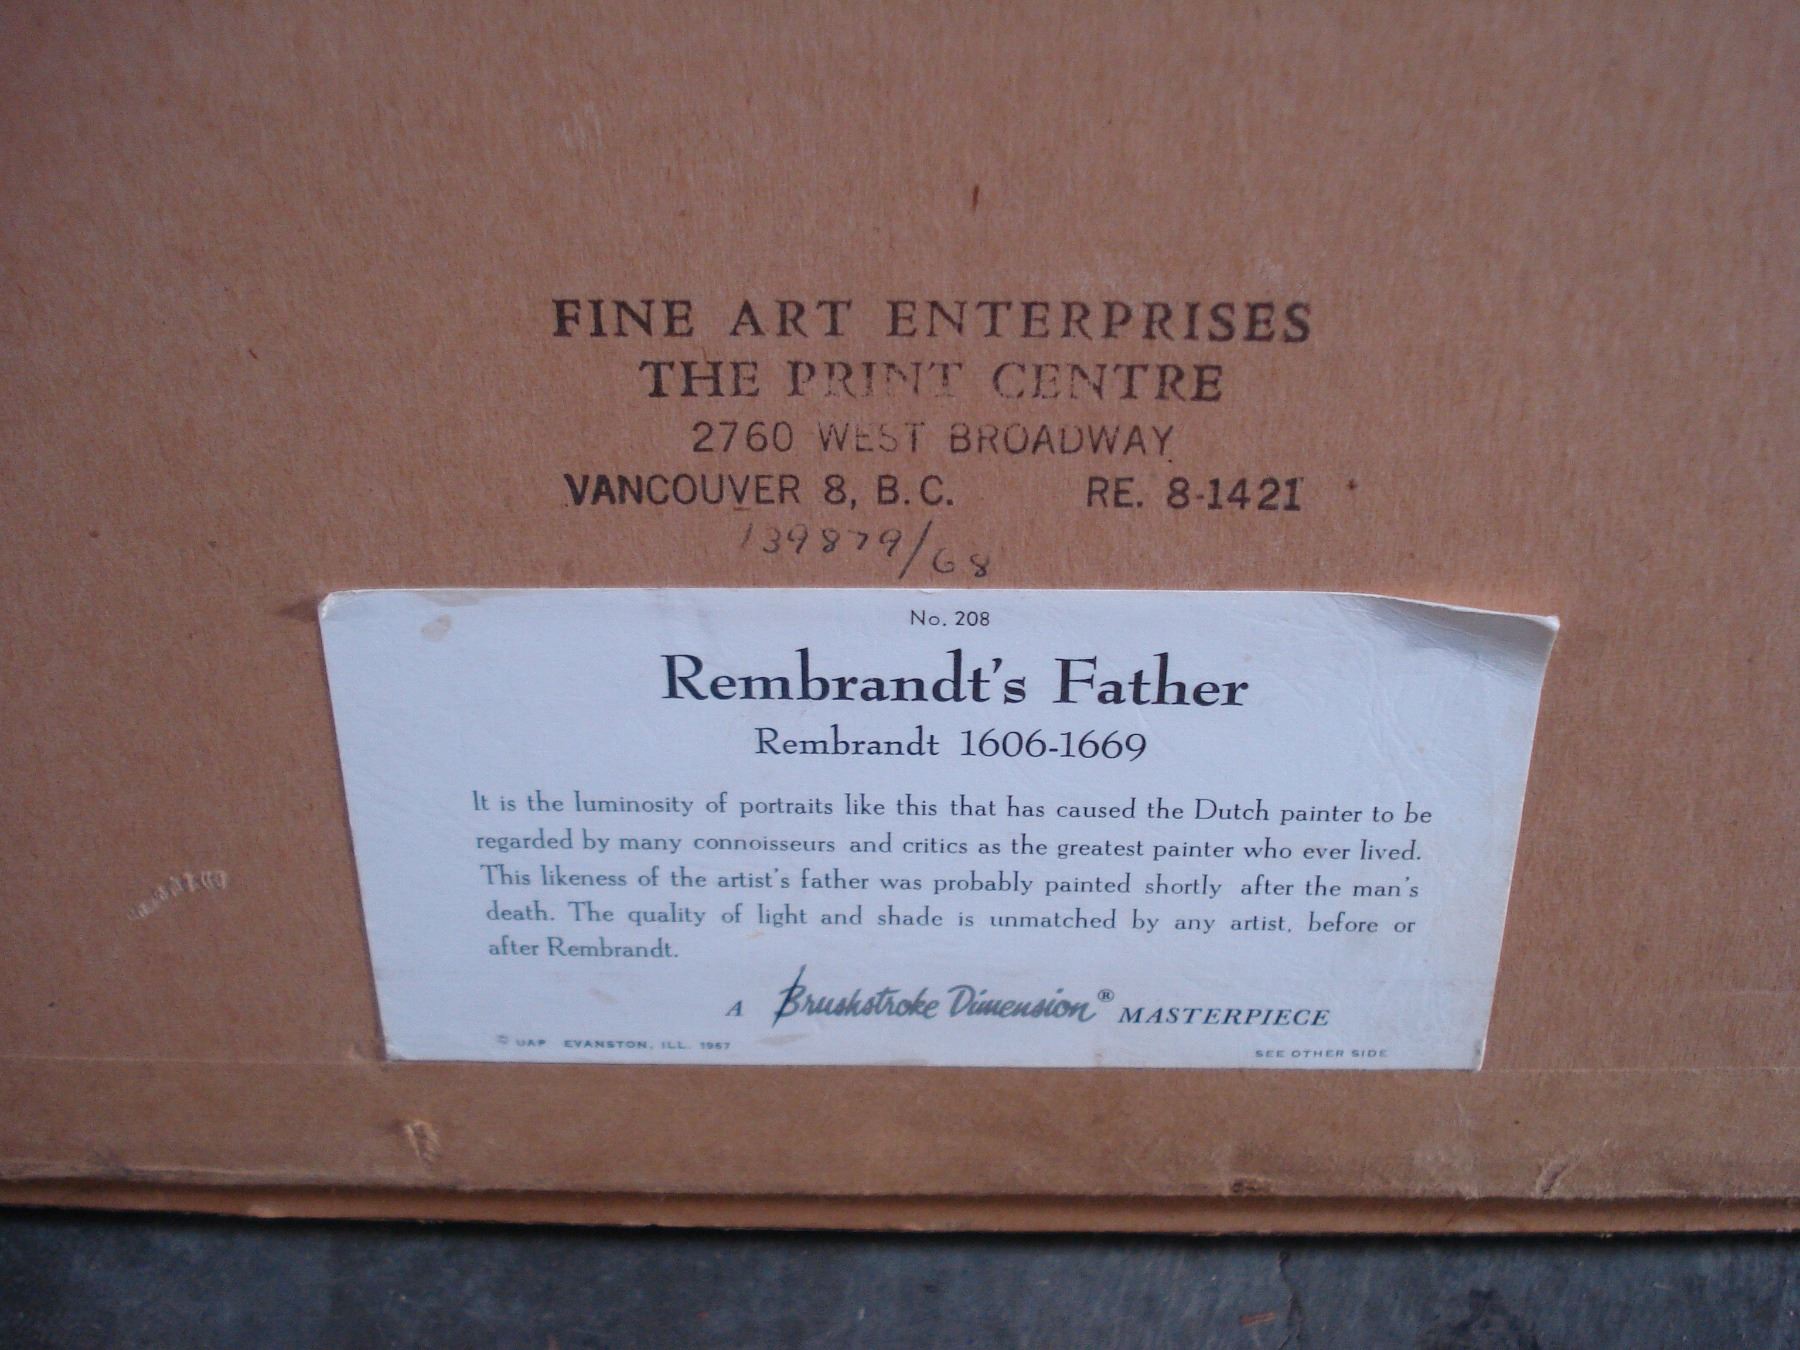 FINE ART ENTERPRISES
THE PRINT CENTRE
2760 WEST BROADWAY
VANCOUVER 8, B.C. RE. 8-1421
139879/68
No. 208
Rembrandt's Father
Rembrandt 1606-1669
It is the luminosity of portraits like this that has caused the Dutch painter to be
regarded by many connoisseurs and critics as the greatest painter who ever lived.
This likeness of the artist's father was probably painted shortly after the man's
death. The quality of light and shade is unmatched by any artist, before or
after Rembrandt.
A Brushstroke Dimension® MASTERPIECE
© UAP EVANSTON, ILL. 1957
SEE OTHER SIDE